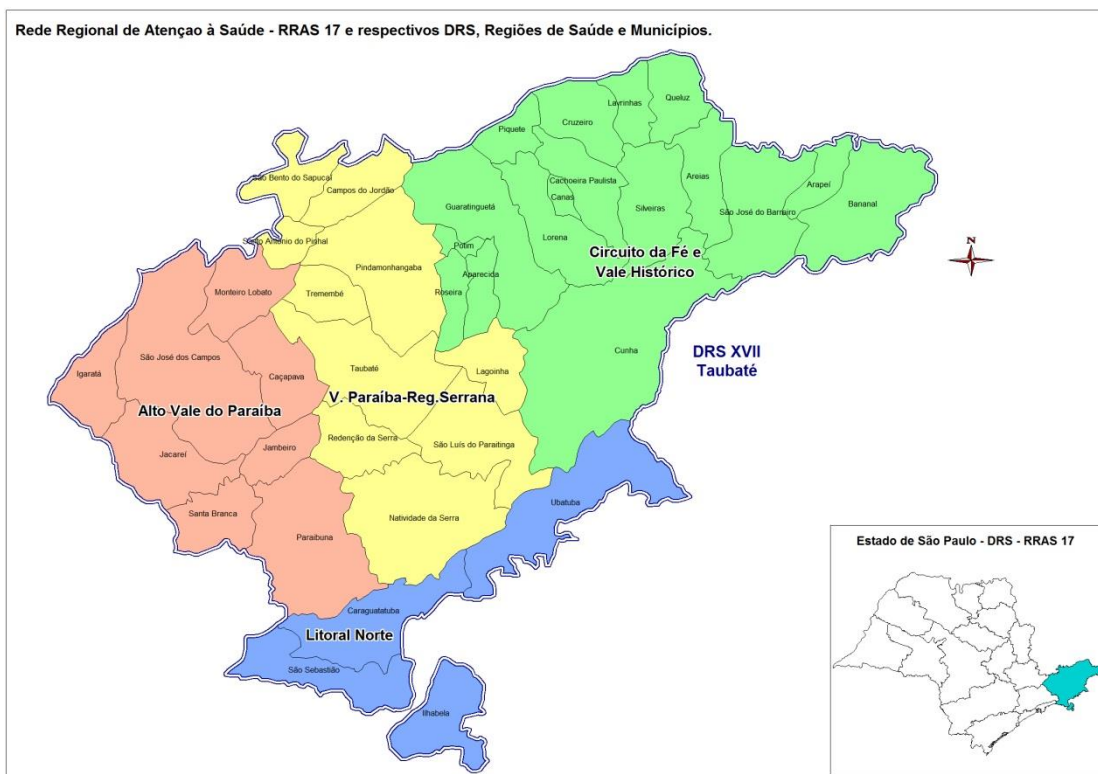 Rede Regional de Atençao à Saúde - RRAS 17 e respectivos DRS, Regiões de Saúde e Municípios.
Queluz
Lavrinhas
Cruzeiro
Piquete
São Bento do Sapucaí
Campos do Jordão
Cachoeira Paulista
Canas
Areias
Arapeí
Bananal
Guaratinguetá
Silveiras
São José do Barreiro
Lorena
Santo Antônio do Pinhal
Potim
Circuito da Fé e
Vale Histórico
N
Pindamonhangaba
Aparecida
Roseira
Monteiro Lobato
Tremembé
Cunha
DRS XVII
Taubaté
São José dos Campos
Igaratá
Caçapava
Taubaté
Lagoinha
Alto Vale do Paraíba
V. Paraíba-Reg.Serrana
Redenção da Serra
São Luís do Paraitinga
Jambeiro
Jacareí
Ubatuba
Santa Branca
Natividade da Serra
Paraibuna
Caraguatatuba
Litoral Norte
São Sebastião
Ilhabela
Estado de São Paulo - DRS - RRAS 17